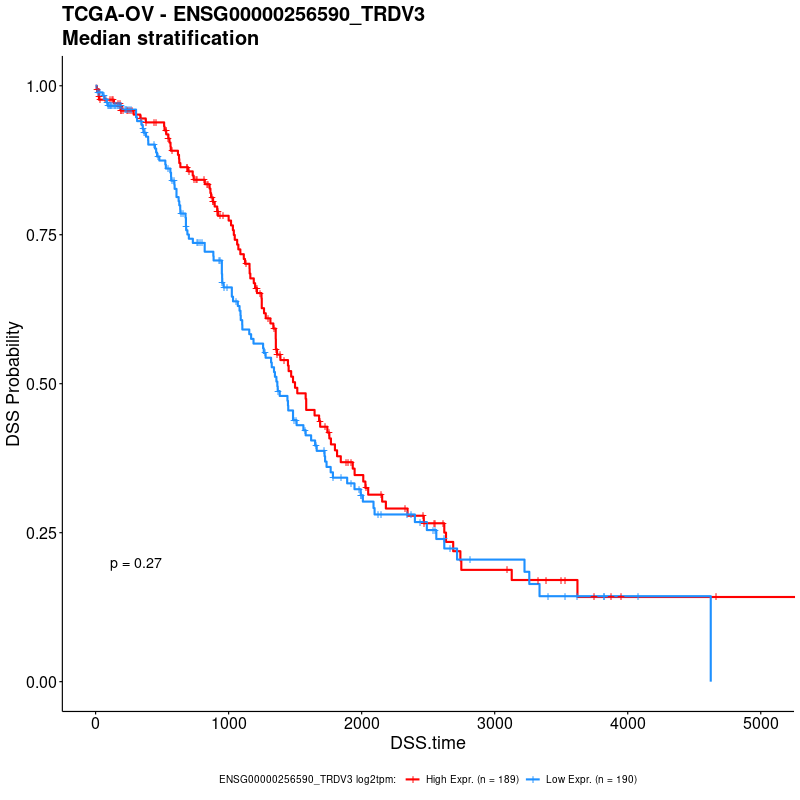 TCGA-OV - ENSG00000256590_TRDV3
Median stratification
1.00
0.75
0.50
0.25
0.00
DSS Probability
p = 0.27
0
1000
2000
3000
4000
5000
DSS.time
ENSG00000256590_TRDV3 log2tpm: High Expr. (n = 189) Low Expr. (n = 190)